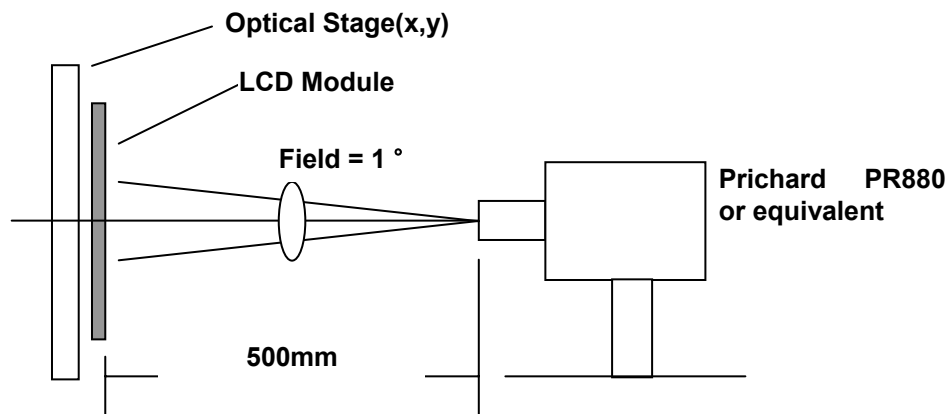 Optical Stage(x,y)
LCD Module
Field = 1 °
Prichard PR880
or equivalent
500mm